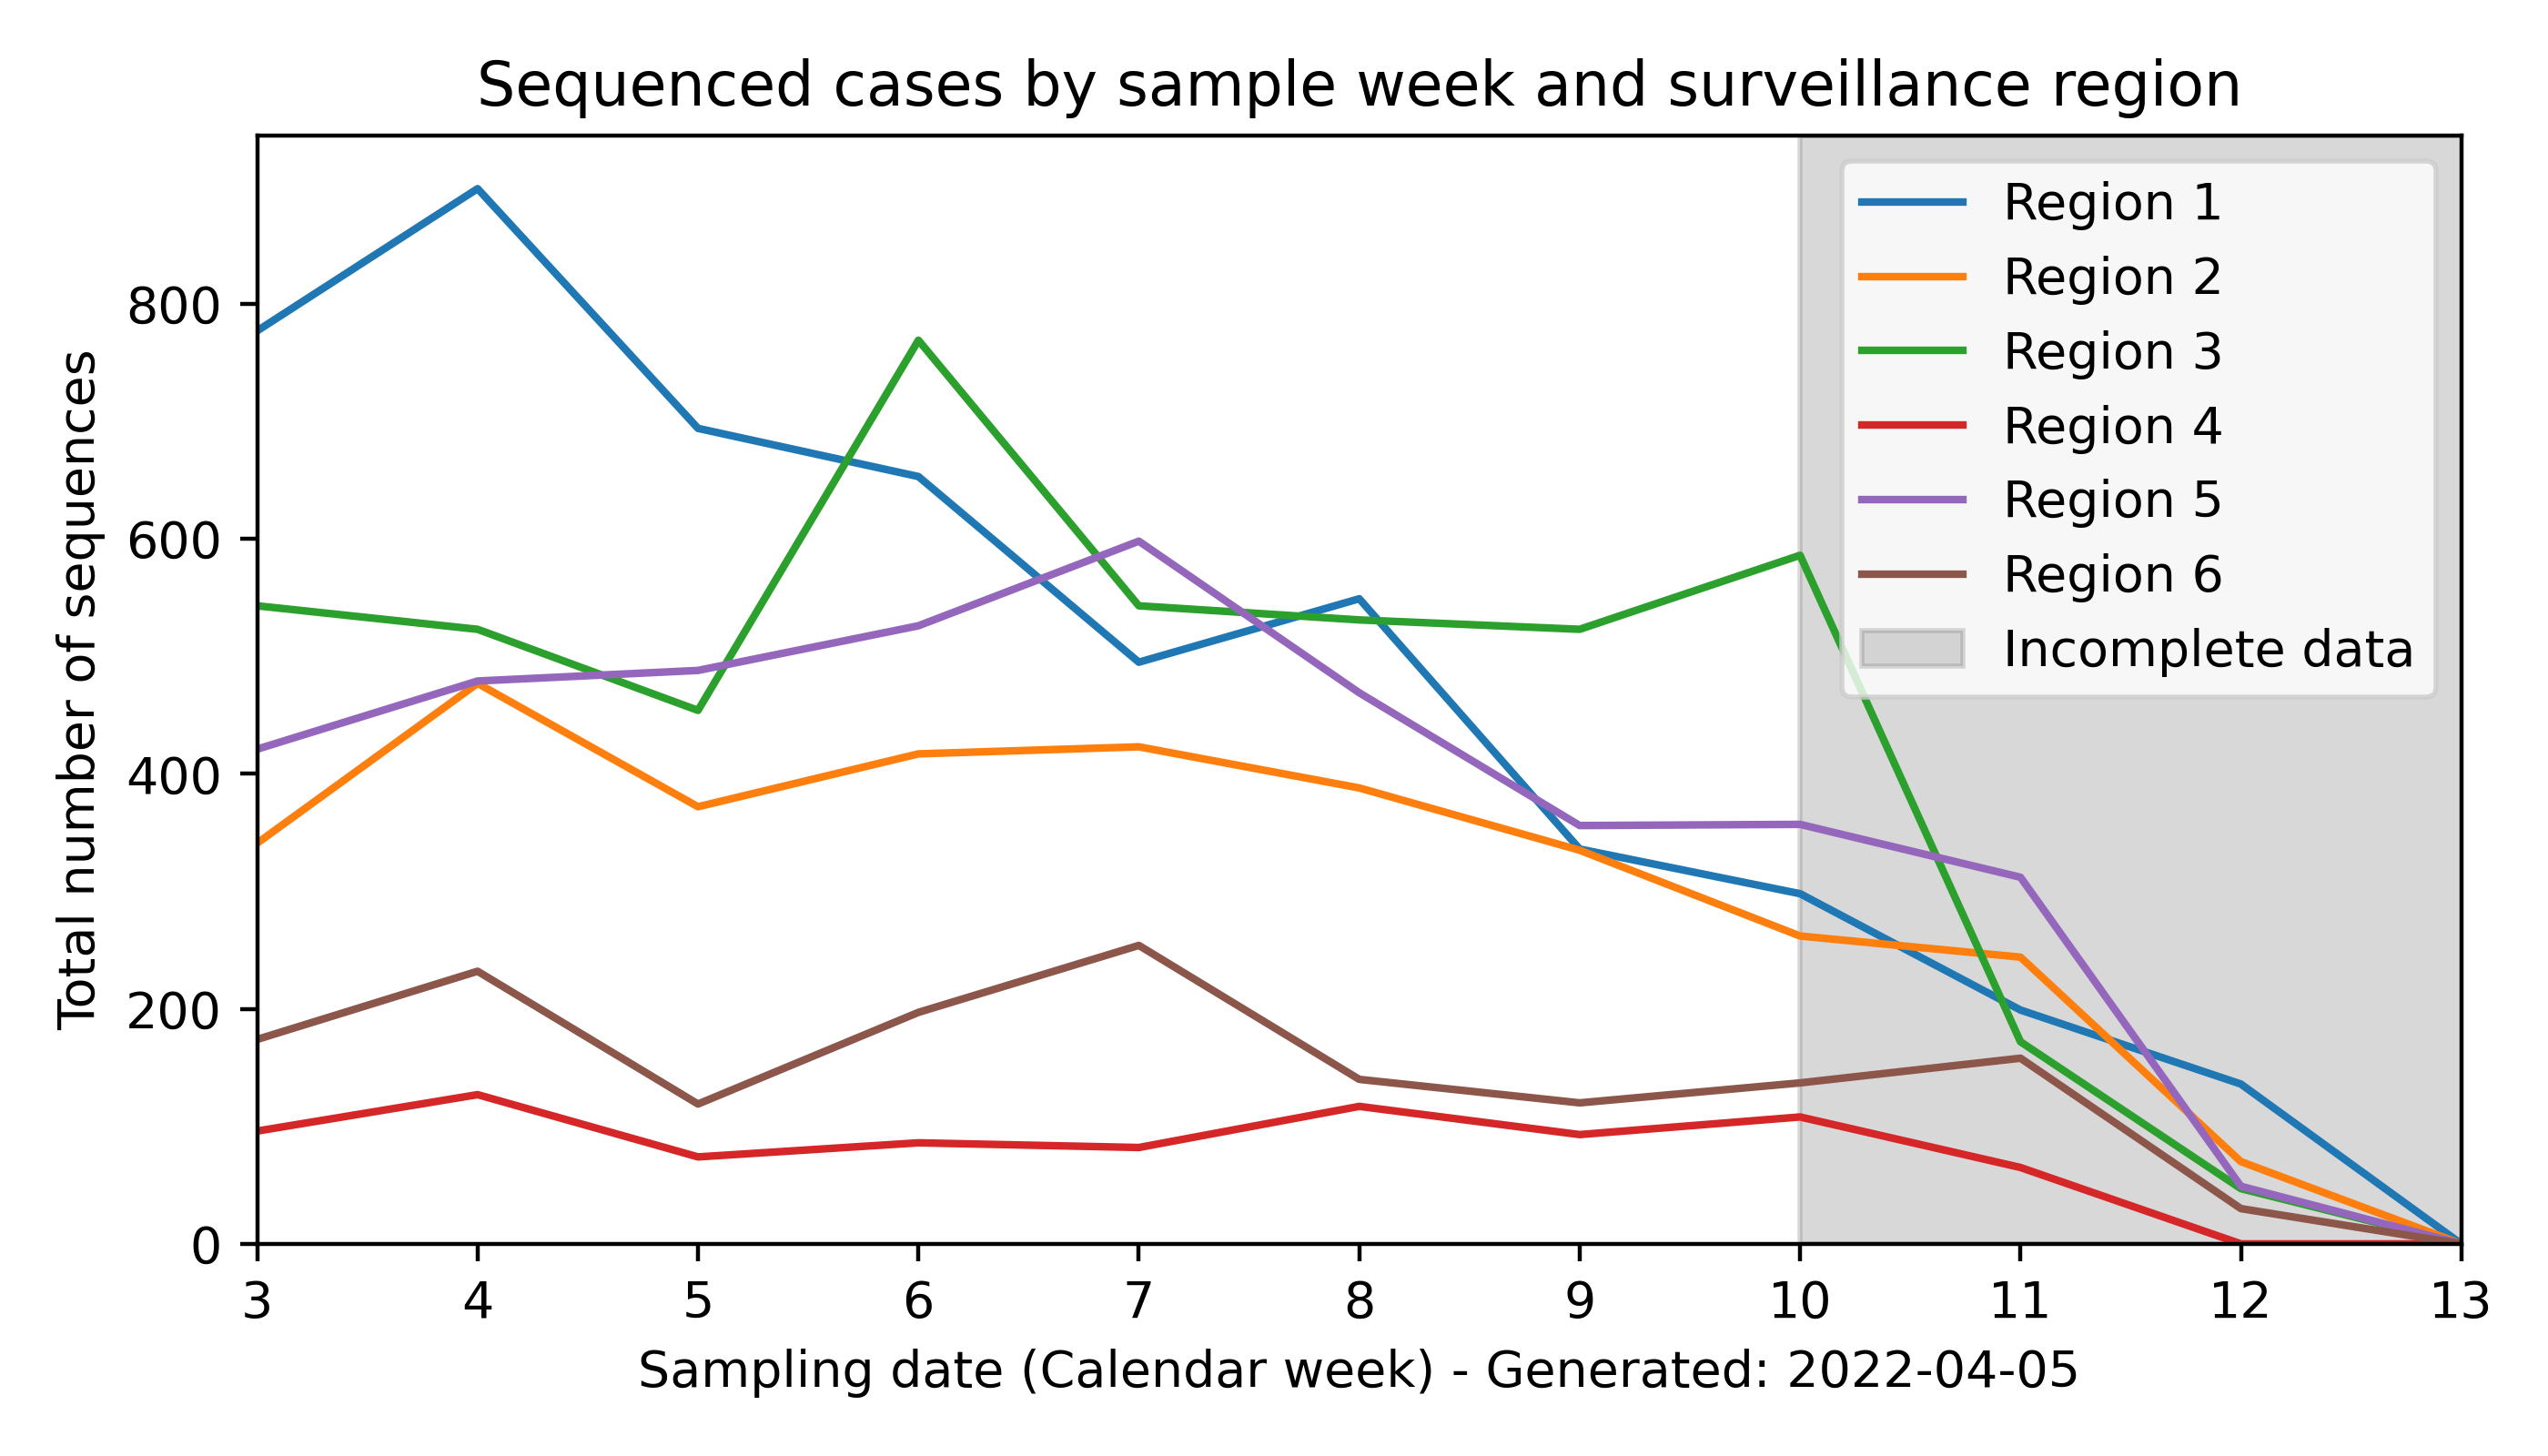 Sequenced cases by sample week and surveillance region
Total number of sequences
800
600
400
200
0
3 4 5 6 7 8 9 10 11 12 13
Sampling date (Calendar week) - Generated: 2022-04-05
Region 1
Region 2
Region 3
Region 4
Region 5
Region 6
Incomplete data